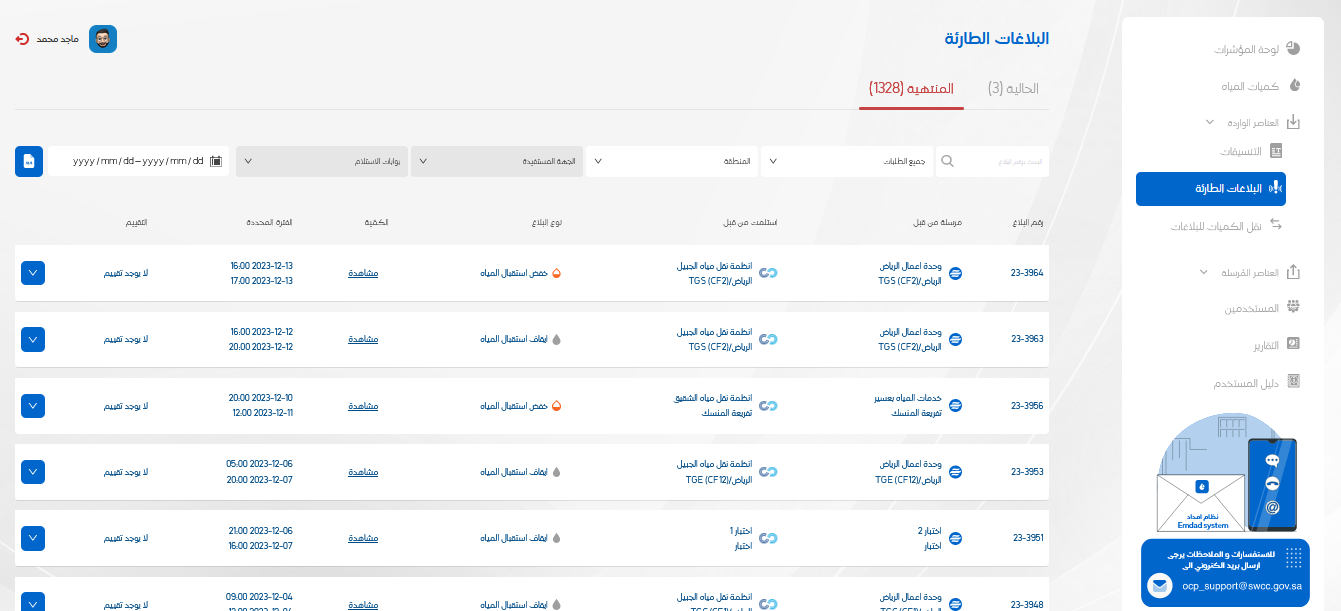 البلاغات الطارئة
ماجد محمد
الحالية (3)
المنتهية (1328)
البحث برقم البلاغ
جميع الطلبات
المنطقة
الجهة المستفيدة
بوابات الاستلام
yyyy / mm / dd – yyyy / mm / dd
رقم البلاغ
مرسلة من قبل
استلمت من قبل
نوع البلاغ
الكمية
الفترة المحددة
التقييم
23-3964
وحدة اعمال الرياض
الرياض/TGS (CF2)
انظمة نقل مياه الجبيل
الرياض/TGS (CF2)
خفض استقبال المياه
مشاهدة
2023-12-13 16:00
2023-12-13 17:00
لا يوجد تقييم
23-3963
وحدة اعمال الرياض
الرياض/TGS (CF2)
انظمة نقل مياه الجبيل
الرياض/TGS (CF2)
ايقاف استقبال المياه
مشاهدة
2023-12-12 16:00
2023-12-12 20:00
لا يوجد تقييم
23-3956
خدمات المياه بعسير
تفريعة المنسك
انظمة نقل مياه الشقيق
تفريعة المنسك
خفض استقبال المياه
مشاهدة
2023-12-10 20:00
2023-12-11 12:00
لا يوجد تقييم
23-3953
وحدة اعمال الرياض
الرياض/TGE (CF12)
انظمة نقل مياه الجبيل
الرياض/TGE (CF12)
ايقاف استقبال المياه
مشاهدة
2023-12-06 05:00
2023-12-07 20:00
لا يوجد تقييم
23-3951
اختبار 2
اختبار
اختبار 1
اختبار
ايقاف استقبال المياه
مشاهدة
2023-12-06 21:00
2023-12-07 16:00
لا يوجد تقييم
23-3948
وحدة اعمال الرياض
انظمة نقل مياه الجبيل
ايقاف استقبال المياه
مشاهدة
2023-12-04 09:00
لا يوجد تقييم
لوحة المؤشرات
كميات المياه
العناصر الواردة
التنسيقات
البلاغات الطارئة
نقل الكميات للبلاغات
العناصر المُرسلة
المستخدمين
التقارير
دليل المستخدم
نظام امداد
Emdad system
للاستفسارات و الملاحظات يرجى
ارسال بريد الكتروني الى
ocp_support@swcc.gov.sa